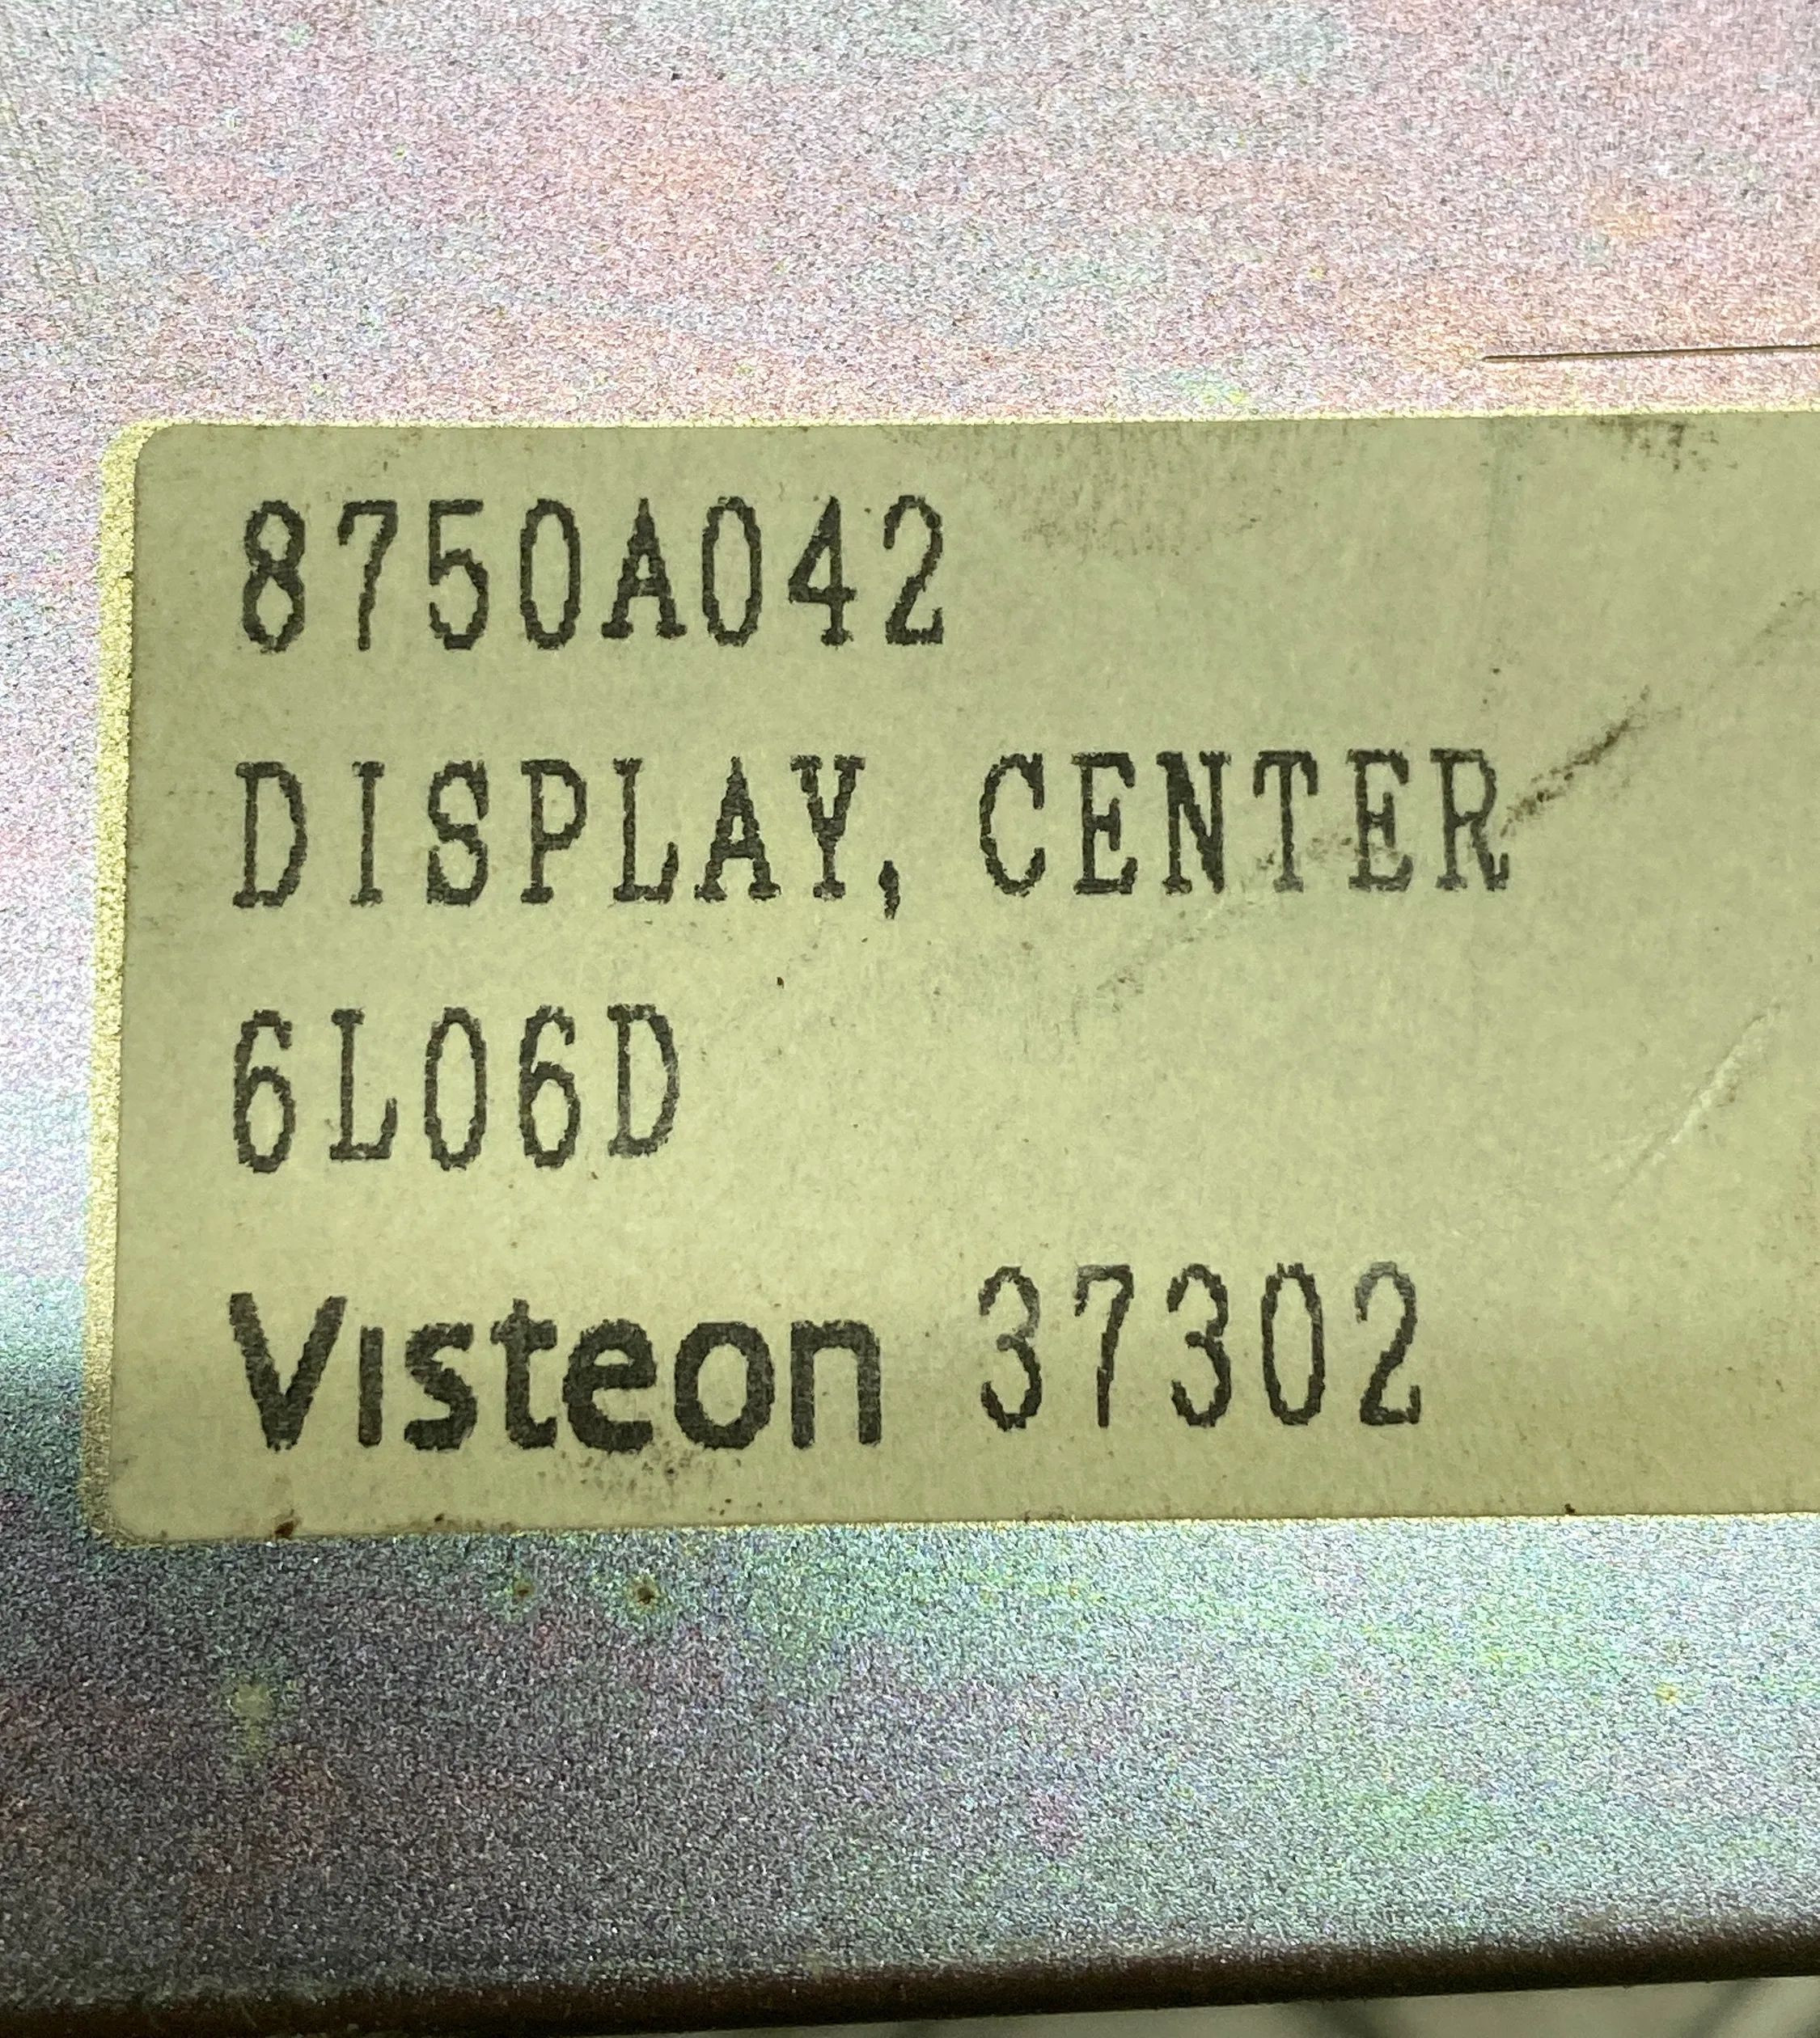 8750A042
DISPLAY, CENTER
6L06D
Visteon 37302